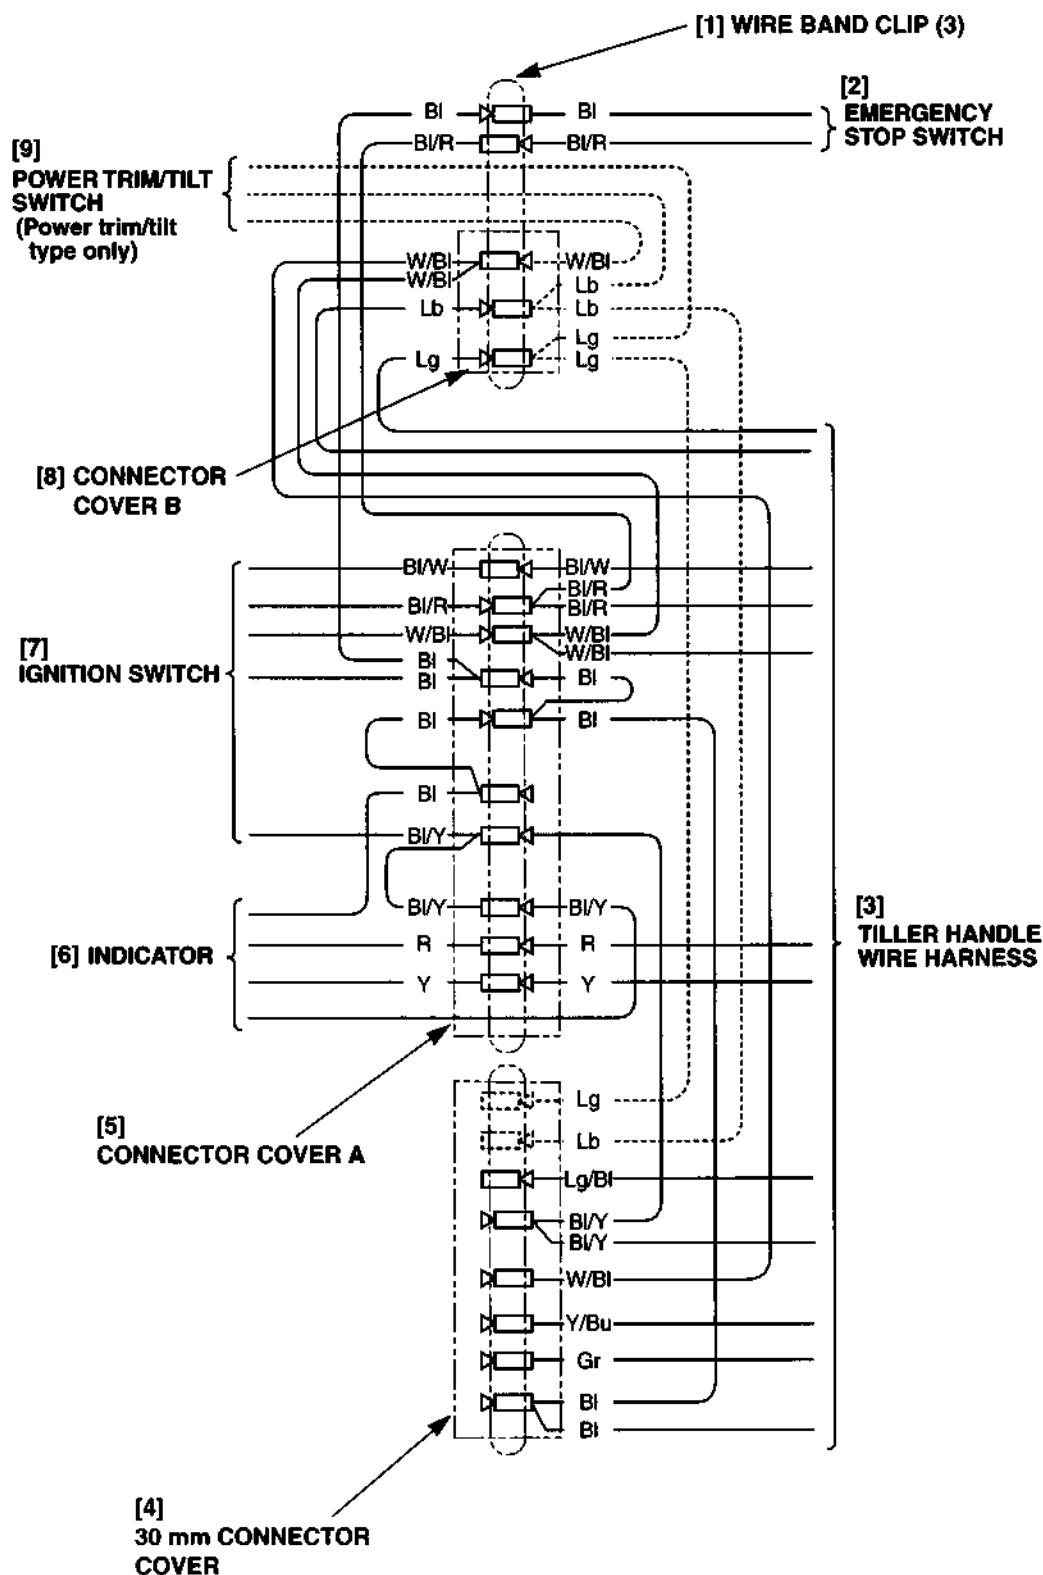 [1] WIRE BAND CLIP (3)
[2]
EMERGENCY
STOP SWITCH
Bl Bl
Bl/R Bl/R
[9]
POWER TRIM/TILT
SWITCH
(Power trim/tilt
type only)
W/Bl W/Bl
W/Bl Lb
Lb Lb
Lg
Lg Lg
[8] CONNECTOR
COVER B
Bl/W Bl/W
Bl/R
Bl/R Bl/R
W/Bl W/Bl
W/Bl
[7]
IGNITION SWITCH
Bl
Bl Bl
Bl Bl
Bl
Bl/Y
Bl/Y Bl/Y
[6] INDICATOR
R R
Y Y
[3]
TILLER HANDLE
WIRE HARNESS
[5]
CONNECTOR COVER A
Lg
Lb
Lg/Bl
Bl/Y
Bl/Y
W/Bl
Y/Bu
Gr
Bl
Bl
[4]
30 mm CONNECTOR
COVER